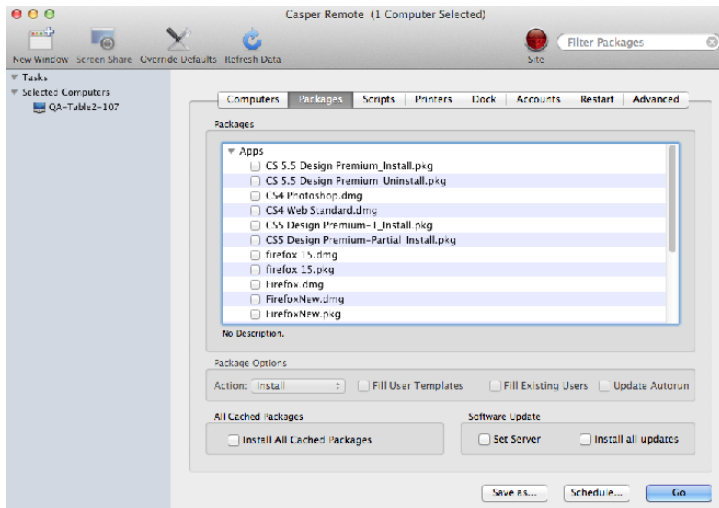 Casper Remote (1 Computer Selected)
New Window Screen Share Override Defaults Refresh Data Site Filter Packages
Tasks
Selected Computers
QA-Table2-107
Computers Packages Scripts Printers Dock Accounts Restart Advanced
Packages
Apps
CS 5.5 Design Premium_Install.pkg
CS 5.5 Design Premium-Uninstall.pkg
CS4 Photoshop.dmg
CS4 Web Standard.dmg
CS5 Design Premium-1_Install.pkg
CS5 Design Premium-Partial Install.pkg
firefox 15.dmg
firefox 15.pkg
Firefox.dmg
FirefoxNew.dmg
FirefoxNew.pkg
No Description.
Package Options
Action: Install Fill User Templates Fill Existing Users Update Autorun
All Cached Packages Software Update
Install All Cached Packages Set Server Install all updates
Save as... Schedule... Go